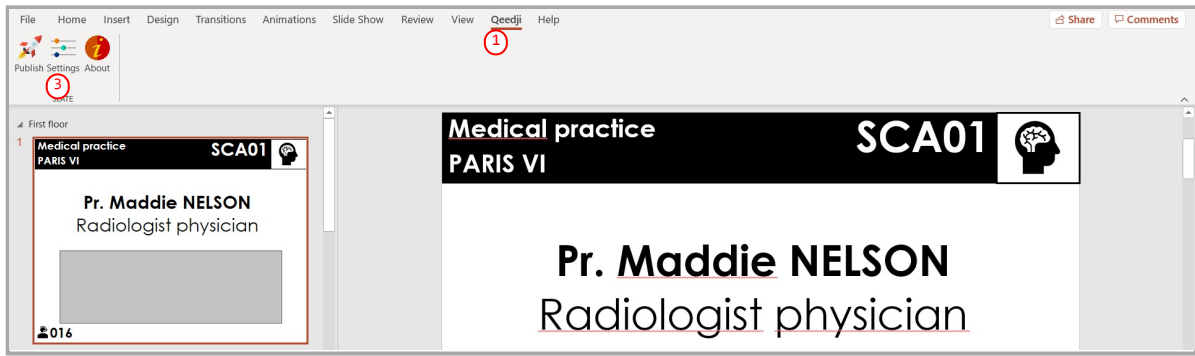 File Home Insert Design Transitions Animations Slide Show Review View Qeedji Help Share Comments
1
Publish Settings About
3
First floor
1
Medical practice SCA01
PARIS VI
Pr. Maddie NELSON
Radiologist physician
016
Medical practice SCA01
PARIS VI
Pr. Maddie NELSON
Radiologist physician